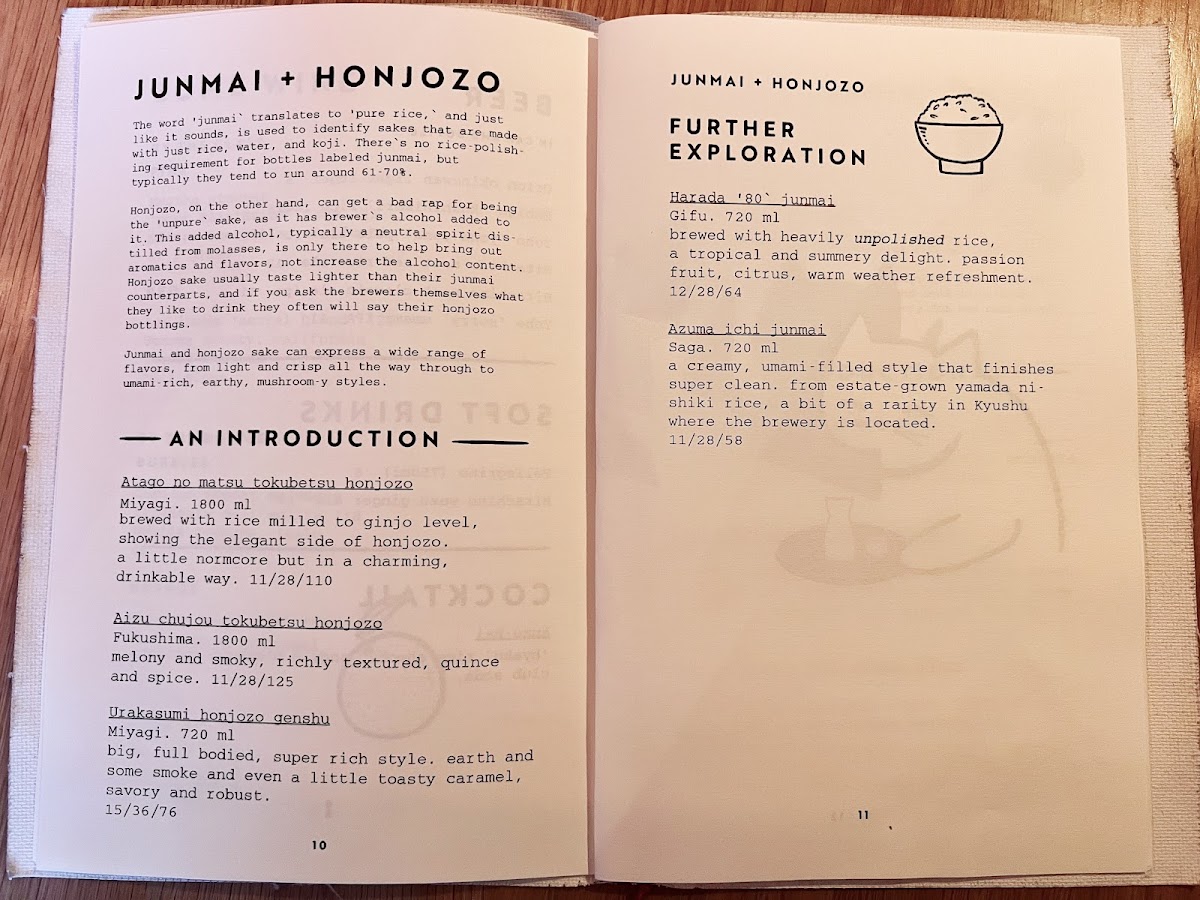 JUNMAI + HONJOZO
The word 'junmai` translates to 'pure rice,` and just
like it sounds, is used to identify sakes that are made
with just rice, water, and koji. There`s no rice-polish-
ing requirement for bottles labeled junmai, but
typically they tend to run around 61-70%.
Honjozo, on the other hand, can get a bad rap for being
the 'unpure` sake, as it has brewer`s alcohol added to
it. This added alcohol, typically a neutral spirit dis-
tilled from molasses, is only there to help bring out
aromatics and flavors, not increase the alcohol content.
Honjozo sake usually taste lighter than their junmai
counterparts, and if you ask the brewers themselves what
they like to drink they often will say their honjozo
bottlings.
Junmai and honjozo sake can express a wide range of
flavors, from light and crisp all the way through to
umami-rich, earthy, mushroom-y styles.
AN INTRODUCTION
Atago no matsu tokubetsu honjozo
Miyagi. 1800 ml
brewed with rice milled to ginjo level,
showing the elegant side of honjozo.
a little normcore but in a charming,
drinkable way. 11/28/110
Aizu chujou tokubetsu honjozo
Fukushima. 1800 ml
melony and smoky, richly textured, quince
and spice. 11/28/125
Urakasumi honjozo genshu
Miyagi. 720 ml
big, full bodied, super rich style. earth and
some smoke and even a little toasty caramel,
savory and robust.
15/36/76
10
JUNMAI + HONJOZO
FURTHER
EXPLORATION
Harada '80` junmai
Gifu. 720 ml
brewed with heavily unpolished rice,
a tropical and summery delight. passion
fruit, citrus, warm weather refreshment.
12/28/64
Azuma ichi junmai
Saga. 720 ml
a creamy, umami-filled style that finishes
super clean. from estate-grown yamada ni-
shiki rice, a bit of a rarity in Kyushu
where the brewery is located.
11/28/58
11